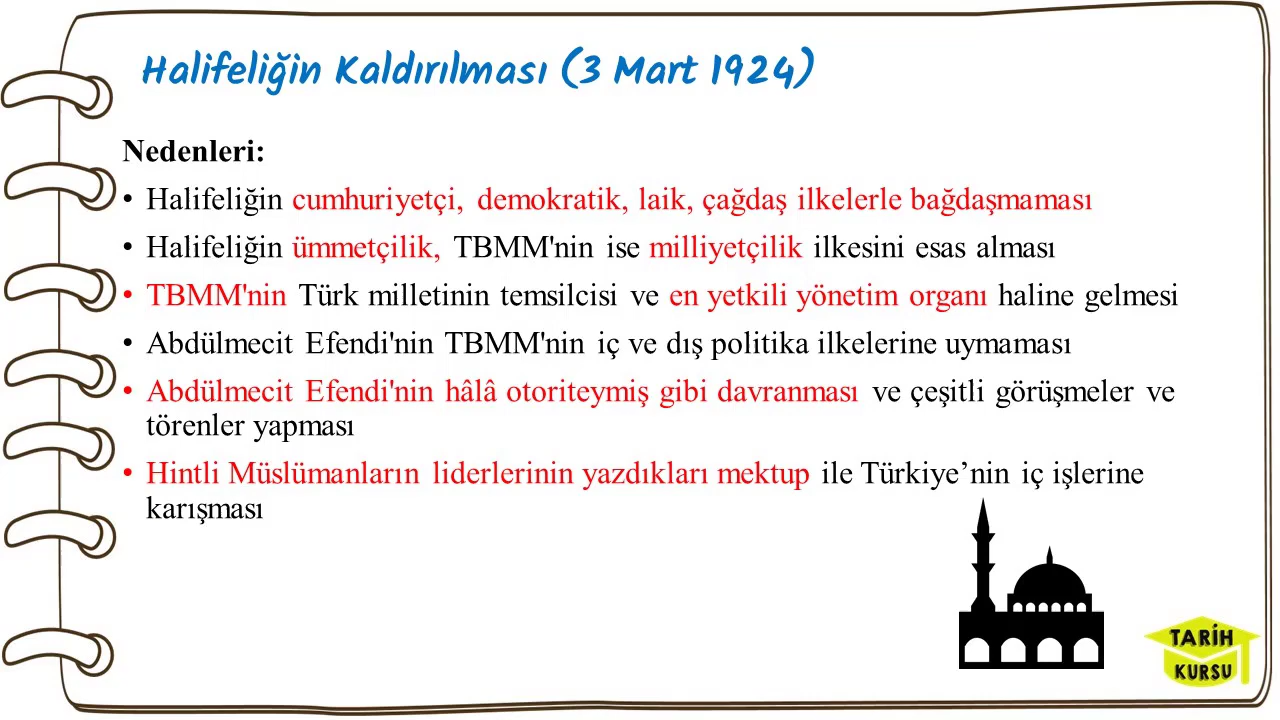 Halifeliğin Kaldırılması (3 Mart 1924)
Nedenleri:
• Halifeliğin cumhuriyetçi, demokratik, laik, çağdaş ilkelerle bağdaşmaması
• Halifeliğin ümmetçilik, TBMM'nin ise milliyetçilik ilkesini esas alması
• TBMM'nin Türk milletinin temsilcisi ve en yetkili yönetim organı haline gelmesi
• Abdülmecit Efendi'nin TBMM'nin iç ve dış politika ilkelerine uymaması
• Abdülmecit Efendi'nin hâlâ otoriteymiş gibi davranması ve çeşitli görüşmeler ve
törenler yapması
• Hintli Müslümanların liderlerinin yazdıkları mektup ile Türkiye’nin iç işlerine
karışması
TARİH
KURSU